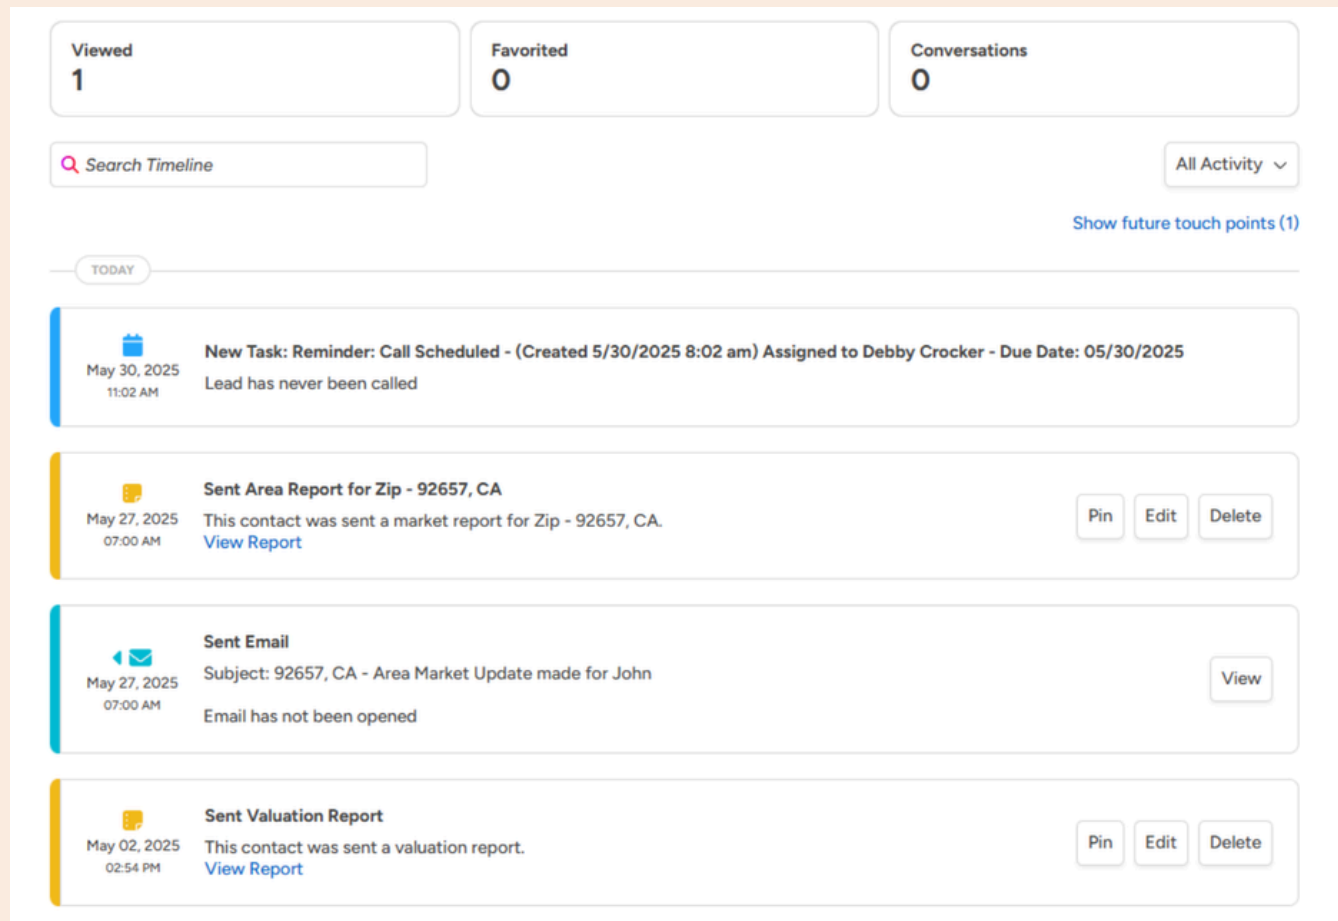 Viewed
1
Favorited
0
Conversations
0
Search Timeline
All Activity
Show future touch points (1)
TODAY
May 30, 2025
11:02 AM
New Task: Reminder: Call Scheduled - (Created 5/30/2025 8:02 am) Assigned to Debby Crocker - Due Date: 05/30/2025
Lead has never been called
May 27, 2025
07:00 AM
Sent Area Report for Zip - 92657, CA
This contact was sent a market report for Zip - 92657, CA.
View Report
Pin Edit Delete
May 27, 2025
07:00 AM
Sent Email
Subject: 92657, CA - Area Market Update made for John
Email has not been opened
View
May 02, 2025
02:54 PM
Sent Valuation Report
This contact was sent a valuation report.
View Report
Pin Edit Delete